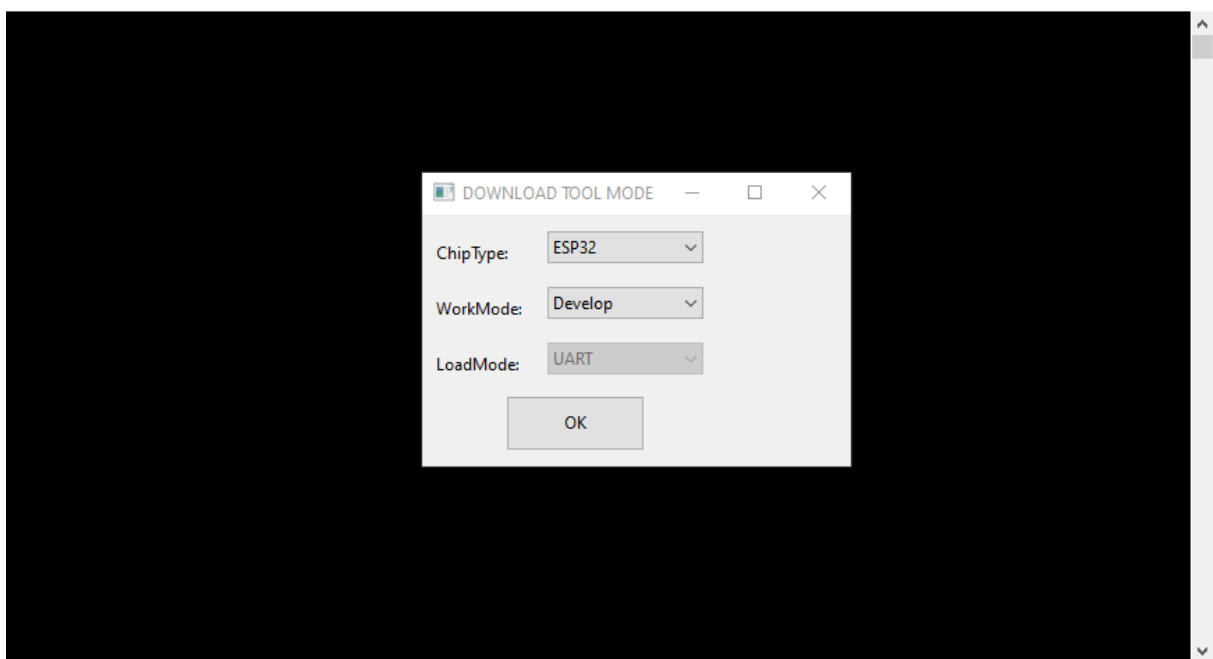 DOWNLOAD TOOL MODE
ChipType: ESP32
WorkMode: Develop
LoadMode: UART
OK